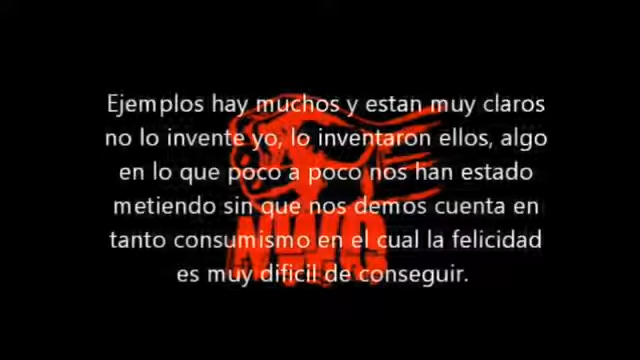 Ejemplos hay muchos y estan muy claros
no lo invente yo, lo inventaron ellos, algo
en lo que poco a poco nos han estado
metiendo sin que nos demos cuenta en
tanto consumismo en el cual la felicidad
es muy dificil de conseguir.